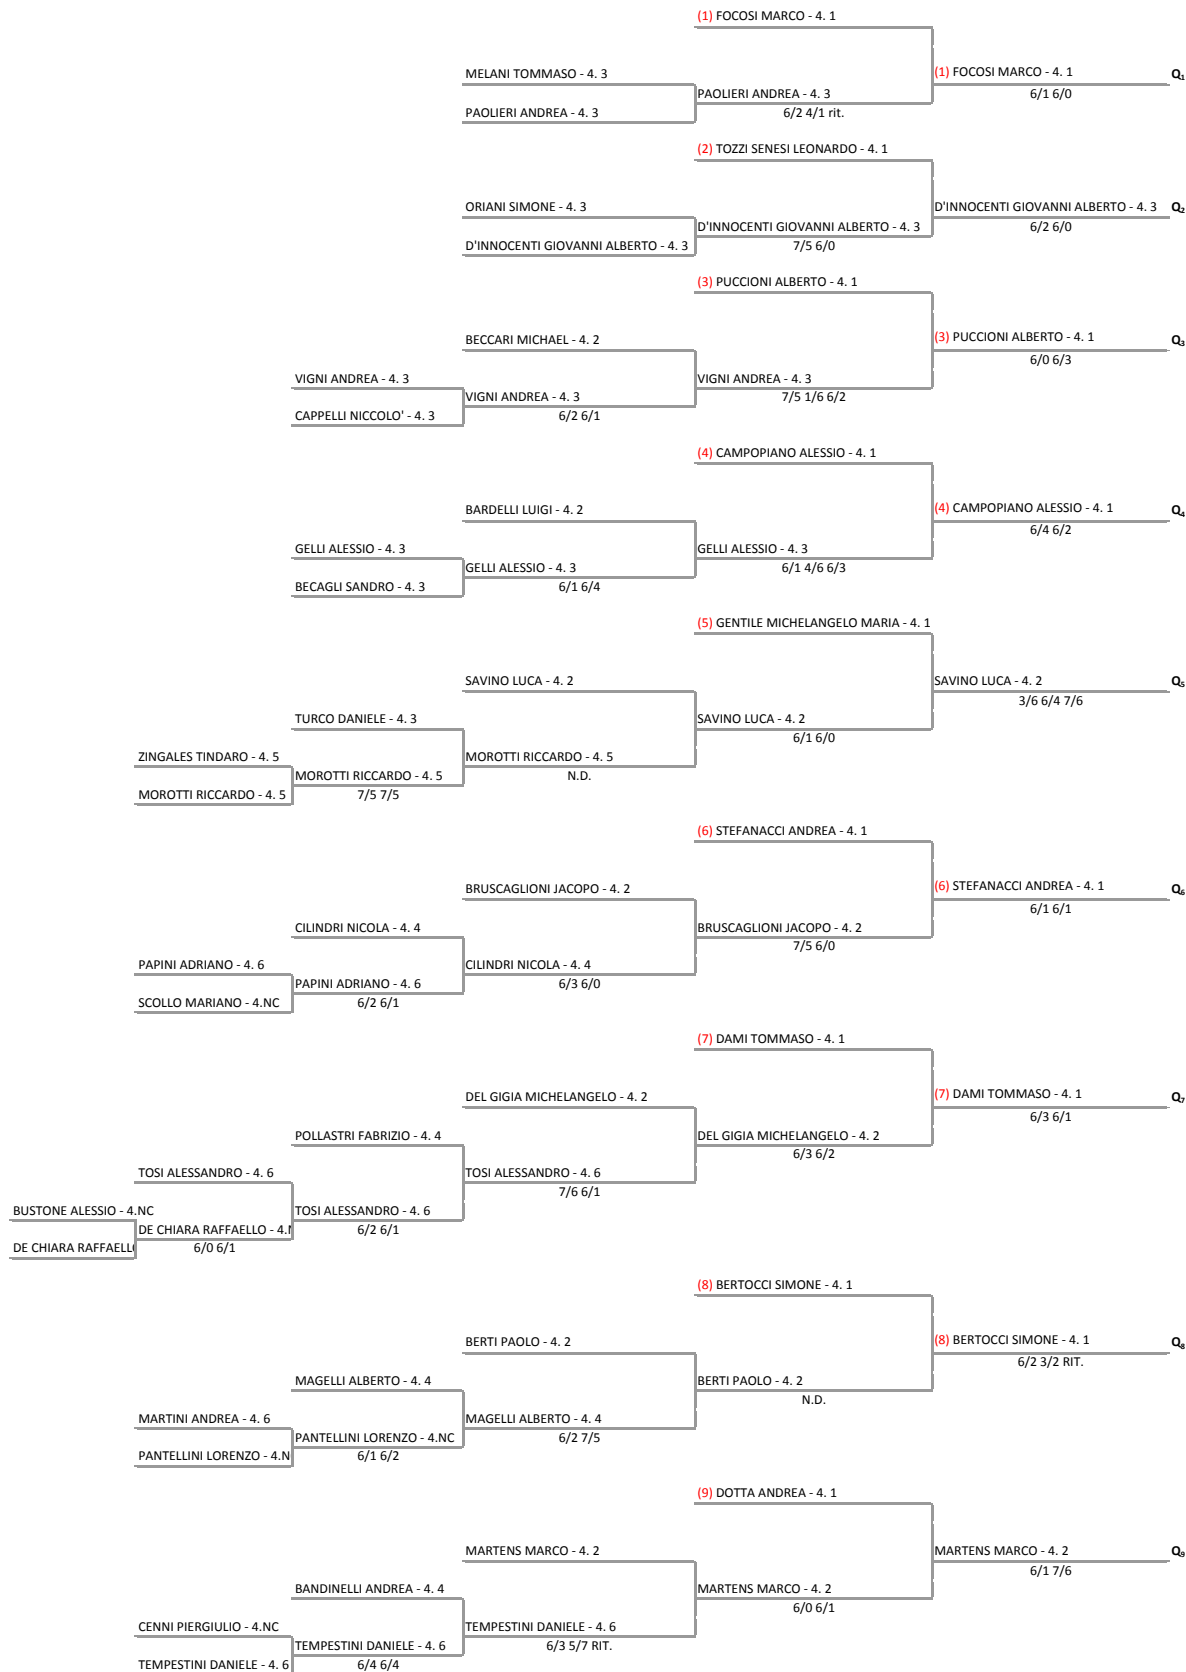 (1) FOCOSI MARCO - 4. 1
MELANI TOMMASO - 4. 3
(1) FOCOSI MARCO - 4. 1
Q1
PAOLIERI ANDREA - 4. 3
6/1 6/0
PAOLIERI ANDREA - 4. 3
6/2 4/1 rit.
(2) TOZZI SENESI LEONARDO - 4. 1
ORIANI SIMONE - 4. 3
D'INNOCENTI GIOVANNI ALBERTO - 4. 3
Q2
D'INNOCENTI GIOVANNI ALBERTO - 4. 3
6/2 6/0
D'INNOCENTI GIOVANNI ALBERTO - 4. 3
7/5 6/0
(3) PUCCIONI ALBERTO - 4. 1
BECCARI MICHAEL - 4. 2
(3) PUCCIONI ALBERTO - 4. 1
Q3
6/0 6/3
VIGNI ANDREA - 4. 3
VIGNI ANDREA - 4. 3
VIGNI ANDREA - 4. 3
7/5 1/6 6/2
CAPPELLI NICCOLO' - 4. 3
6/2 6/1
(4) CAMPOPIANO ALESSIO - 4. 1
BARDELLI LUIGI - 4. 2
(4) CAMPOPIANO ALESSIO - 4. 1
Q4
6/4 6/2
GELLI ALESSIO - 4. 3
GELLI ALESSIO - 4. 3
GELLI ALESSIO - 4. 3
6/1 4/6 6/3
BECAGLI SANDRO - 4. 3
6/1 6/4
(5) GENTILE MICHELANGELO MARIA - 4. 1
SAVINO LUCA - 4. 2
SAVINO LUCA - 4. 2
Q5
3/6 6/4 7/6
TURCO DANIELE - 4. 3
SAVINO LUCA - 4. 2
6/1 6/0
ZINGALES TINDARO - 4. 5
MOROTTI RICCARDO - 4. 5
MOROTTI RICCARDO - 4. 5
N.D.
MOROTTI RICCARDO - 4. 5
7/5 7/5
(6) STEFANACCI ANDREA - 4. 1
BRUSCAGLIONI JACOPO - 4. 2
(6) STEFANACCI ANDREA - 4. 1
Q6
6/1 6/1
CILINDRI NICOLA - 4. 4
BRUSCAGLIONI JACOPO - 4. 2
7/5 6/0
PAPINI ADRIANO - 4. 6
CILINDRI NICOLA - 4. 4
PAPINI ADRIANO - 4. 6
6/3 6/0
SCOLLO MARIANO - 4.NC
6/2 6/1
(7) DAMI TOMMASO - 4. 1
DEL GIGIA MICHELANGELO - 4. 2
(7) DAMI TOMMASO - 4. 1
Q7
6/3 6/1
POLLASTRI FABRIZIO - 4. 4
DEL GIGIA MICHELANGELO - 4. 2
6/3 6/2
TOSI ALESSANDRO - 4. 6
TOSI ALESSANDRO - 4. 6
7/6 6/1
BUSTONE ALESSIO - 4.NC
TOSI ALESSANDRO - 4. 6
DE CHIARA RAFFAELLO - 4.N
6/2 6/1
DE CHIARA RAFFAELL
6/0 6/1
(8) BERTOCCI SIMONE - 4. 1
BERTI PAOLO - 4. 2
(8) BERTOCCI SIMONE - 4. 1
Q8
6/2 3/2 RIT.
MAGELLI ALBERTO - 4. 4
BERTI PAOLO - 4. 2
N.D.
MARTINI ANDREA - 4. 6
MAGELLI ALBERTO - 4. 4
PANTELLINI LORENZO - 4.NC
6/2 7/5
PANTELLINI LORENZO - 4.N
6/1 6/2
(9) DOTTA ANDREA - 4. 1
MARTENS MARCO - 4. 2
MARTENS MARCO - 4. 2
Q9
6/1 7/6
BANDINELLI ANDREA - 4. 4
MARTENS MARCO - 4. 2
6/0 6/1
CENNI PIERGIULIO - 4.NC
TEMPESTINI DANIELE - 4. 6
TEMPESTINI DANIELE - 4. 6
6/3 5/7 RIT.
TEMPESTINI DANIELE - 4. 6
6/4 6/4